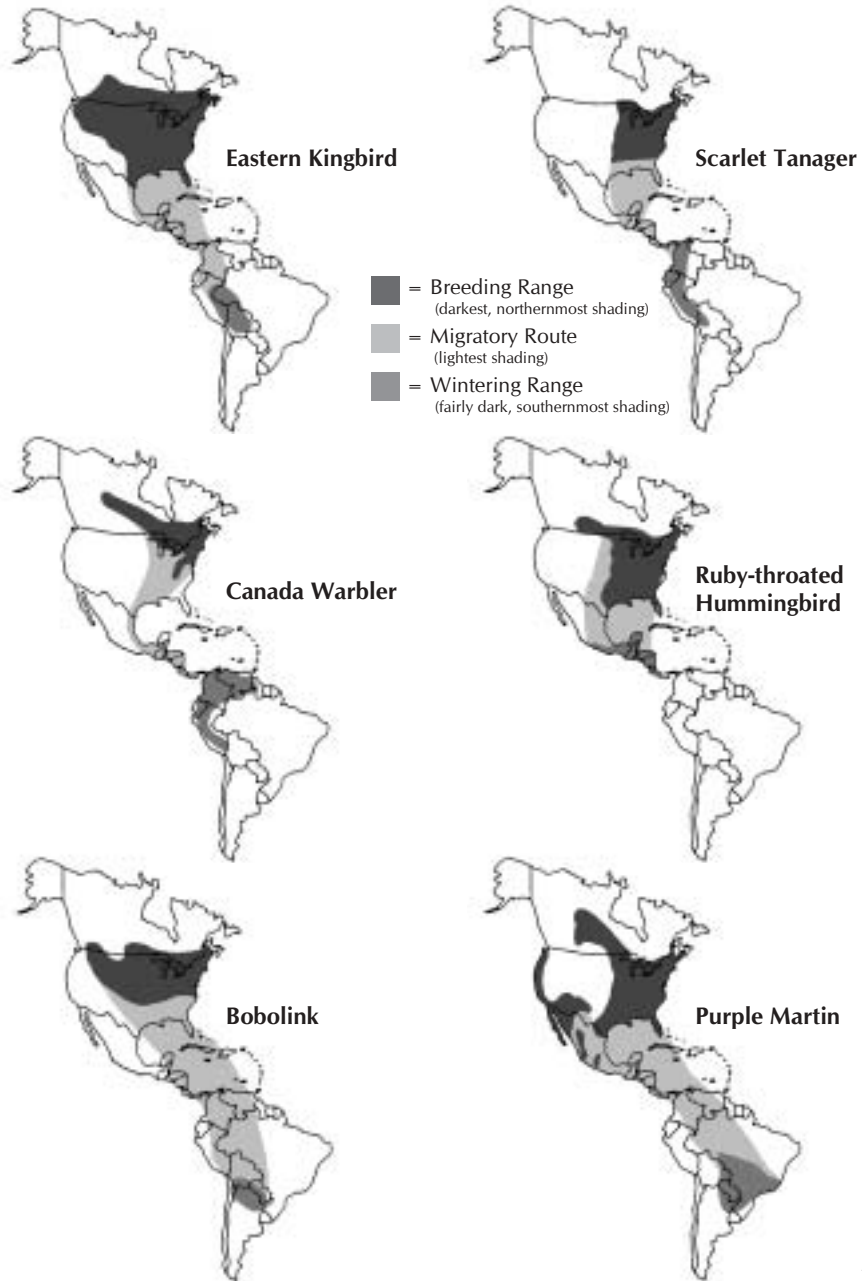 Eastern Kingbird
Scarlet Tanager
= Breeding Range
(darkest, northernmost shading)
= Migratory Route
(lightest shading)
= Wintering Range
(fairly dark, southernmost shading)
Canada Warbler
Ruby-throated
Hummingbird
Bobolink
Purple Martin